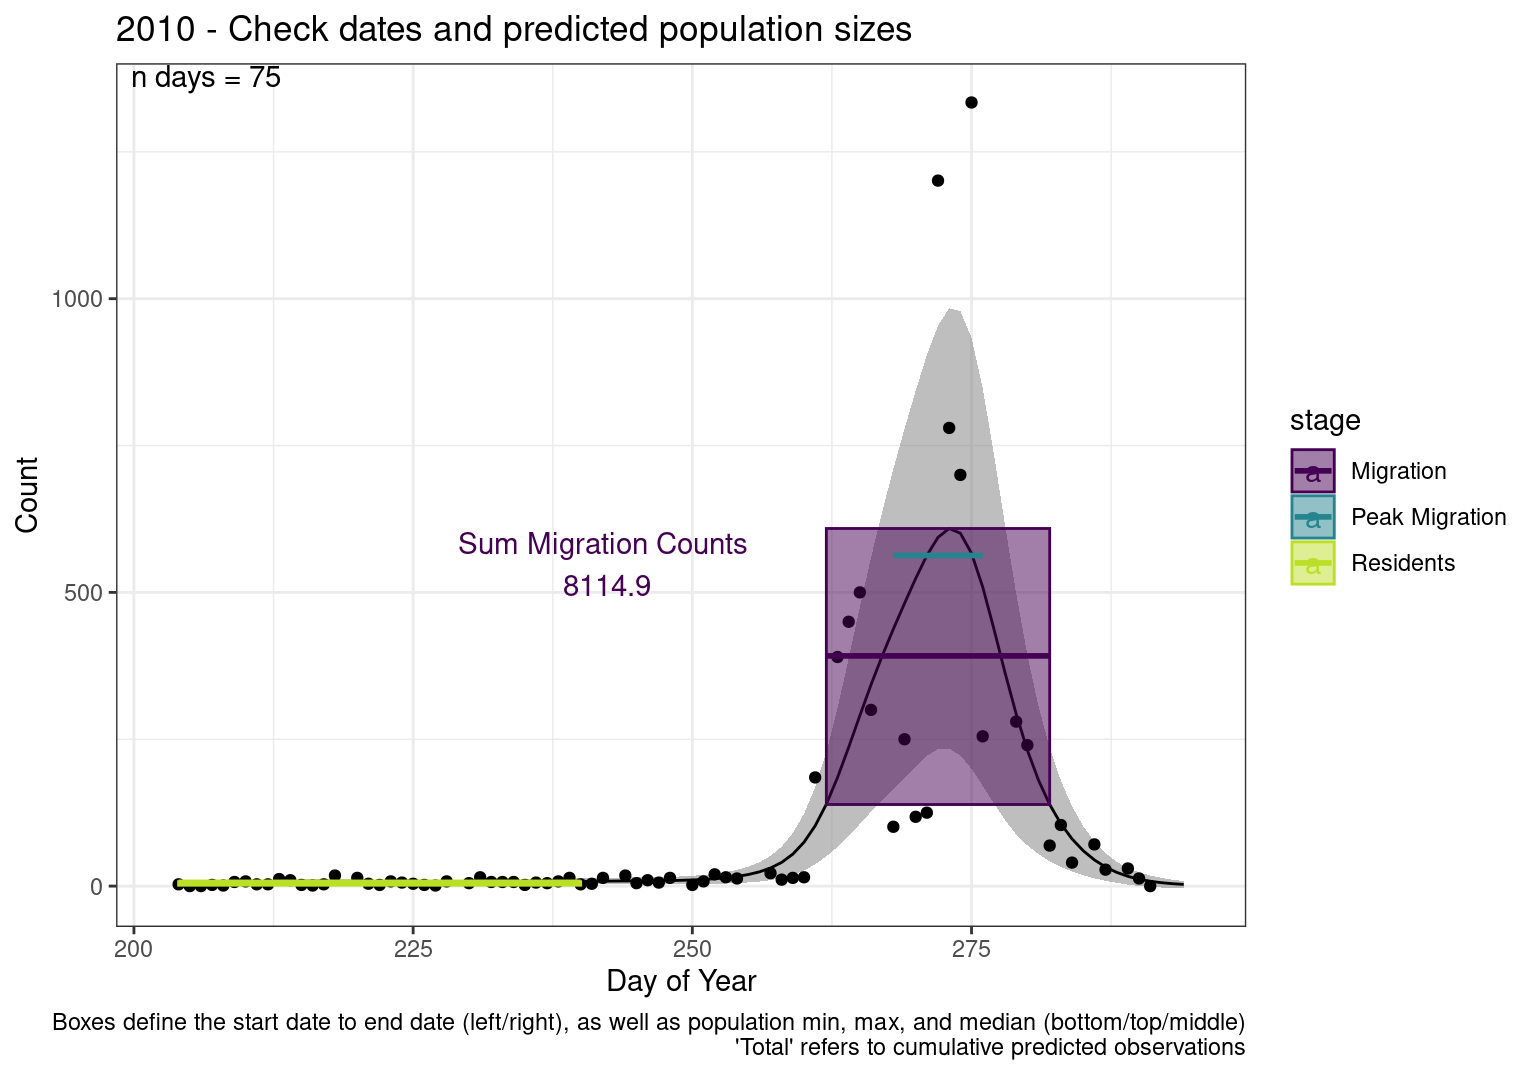 2010 - Check dates and predicted population sizes
n days = 75
1000
500
0
Count
Sum Migration Counts
8114.9
200
225
250
275
Day of Year
stage
a Migration
a Peak Migration
a Residents
Boxes define the start date to end date (left/right), as well as population min, max, and median (bottom/top/middle)
'Total' refers to cumulative predicted observations